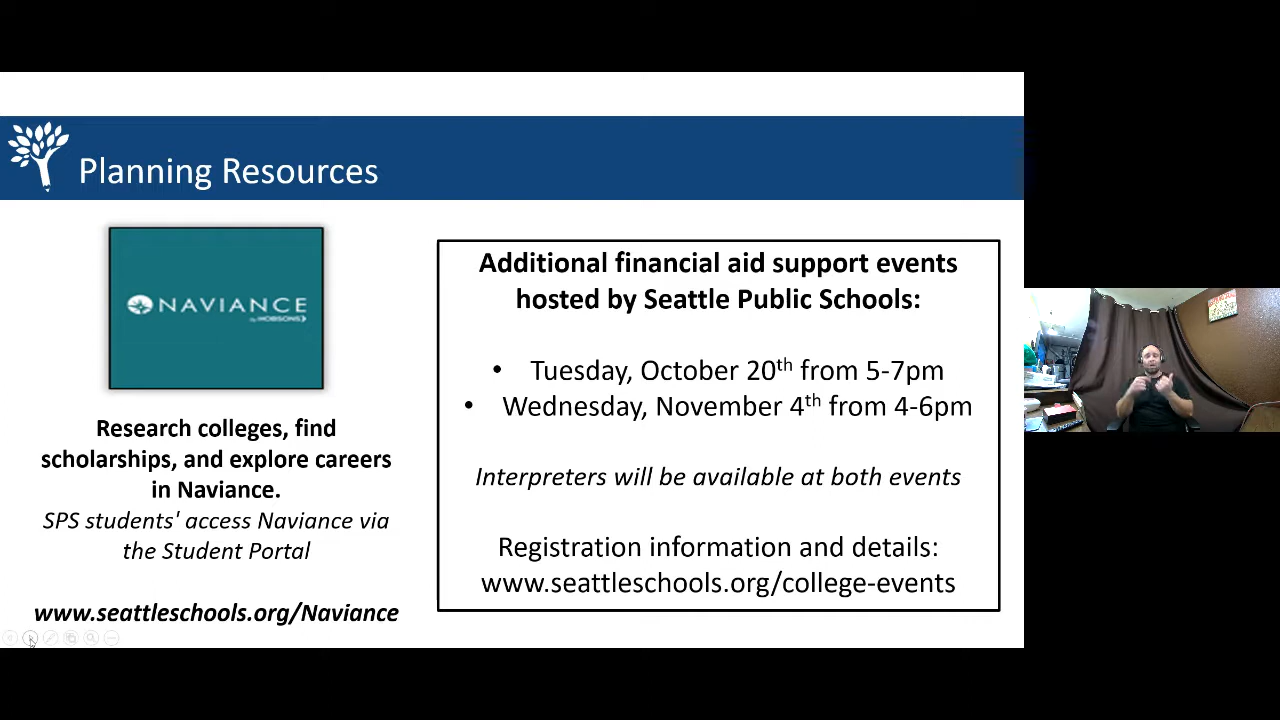 Planning Resources
NAVIANCE
by HOBSONS
Research colleges, find
scholarships, and explore careers
in Naviance.
SPS students' access Naviance via
the Student Portal
www.seattleschools.org/Naviance
Additional financial aid support events
hosted by Seattle Public Schools:
• Tuesday, October 20th from 5-7pm
• Wednesday, November 4th from 4-6pm
Interpreters will be available at both events
Registration information and details:
www.seattleschools.org/college-events